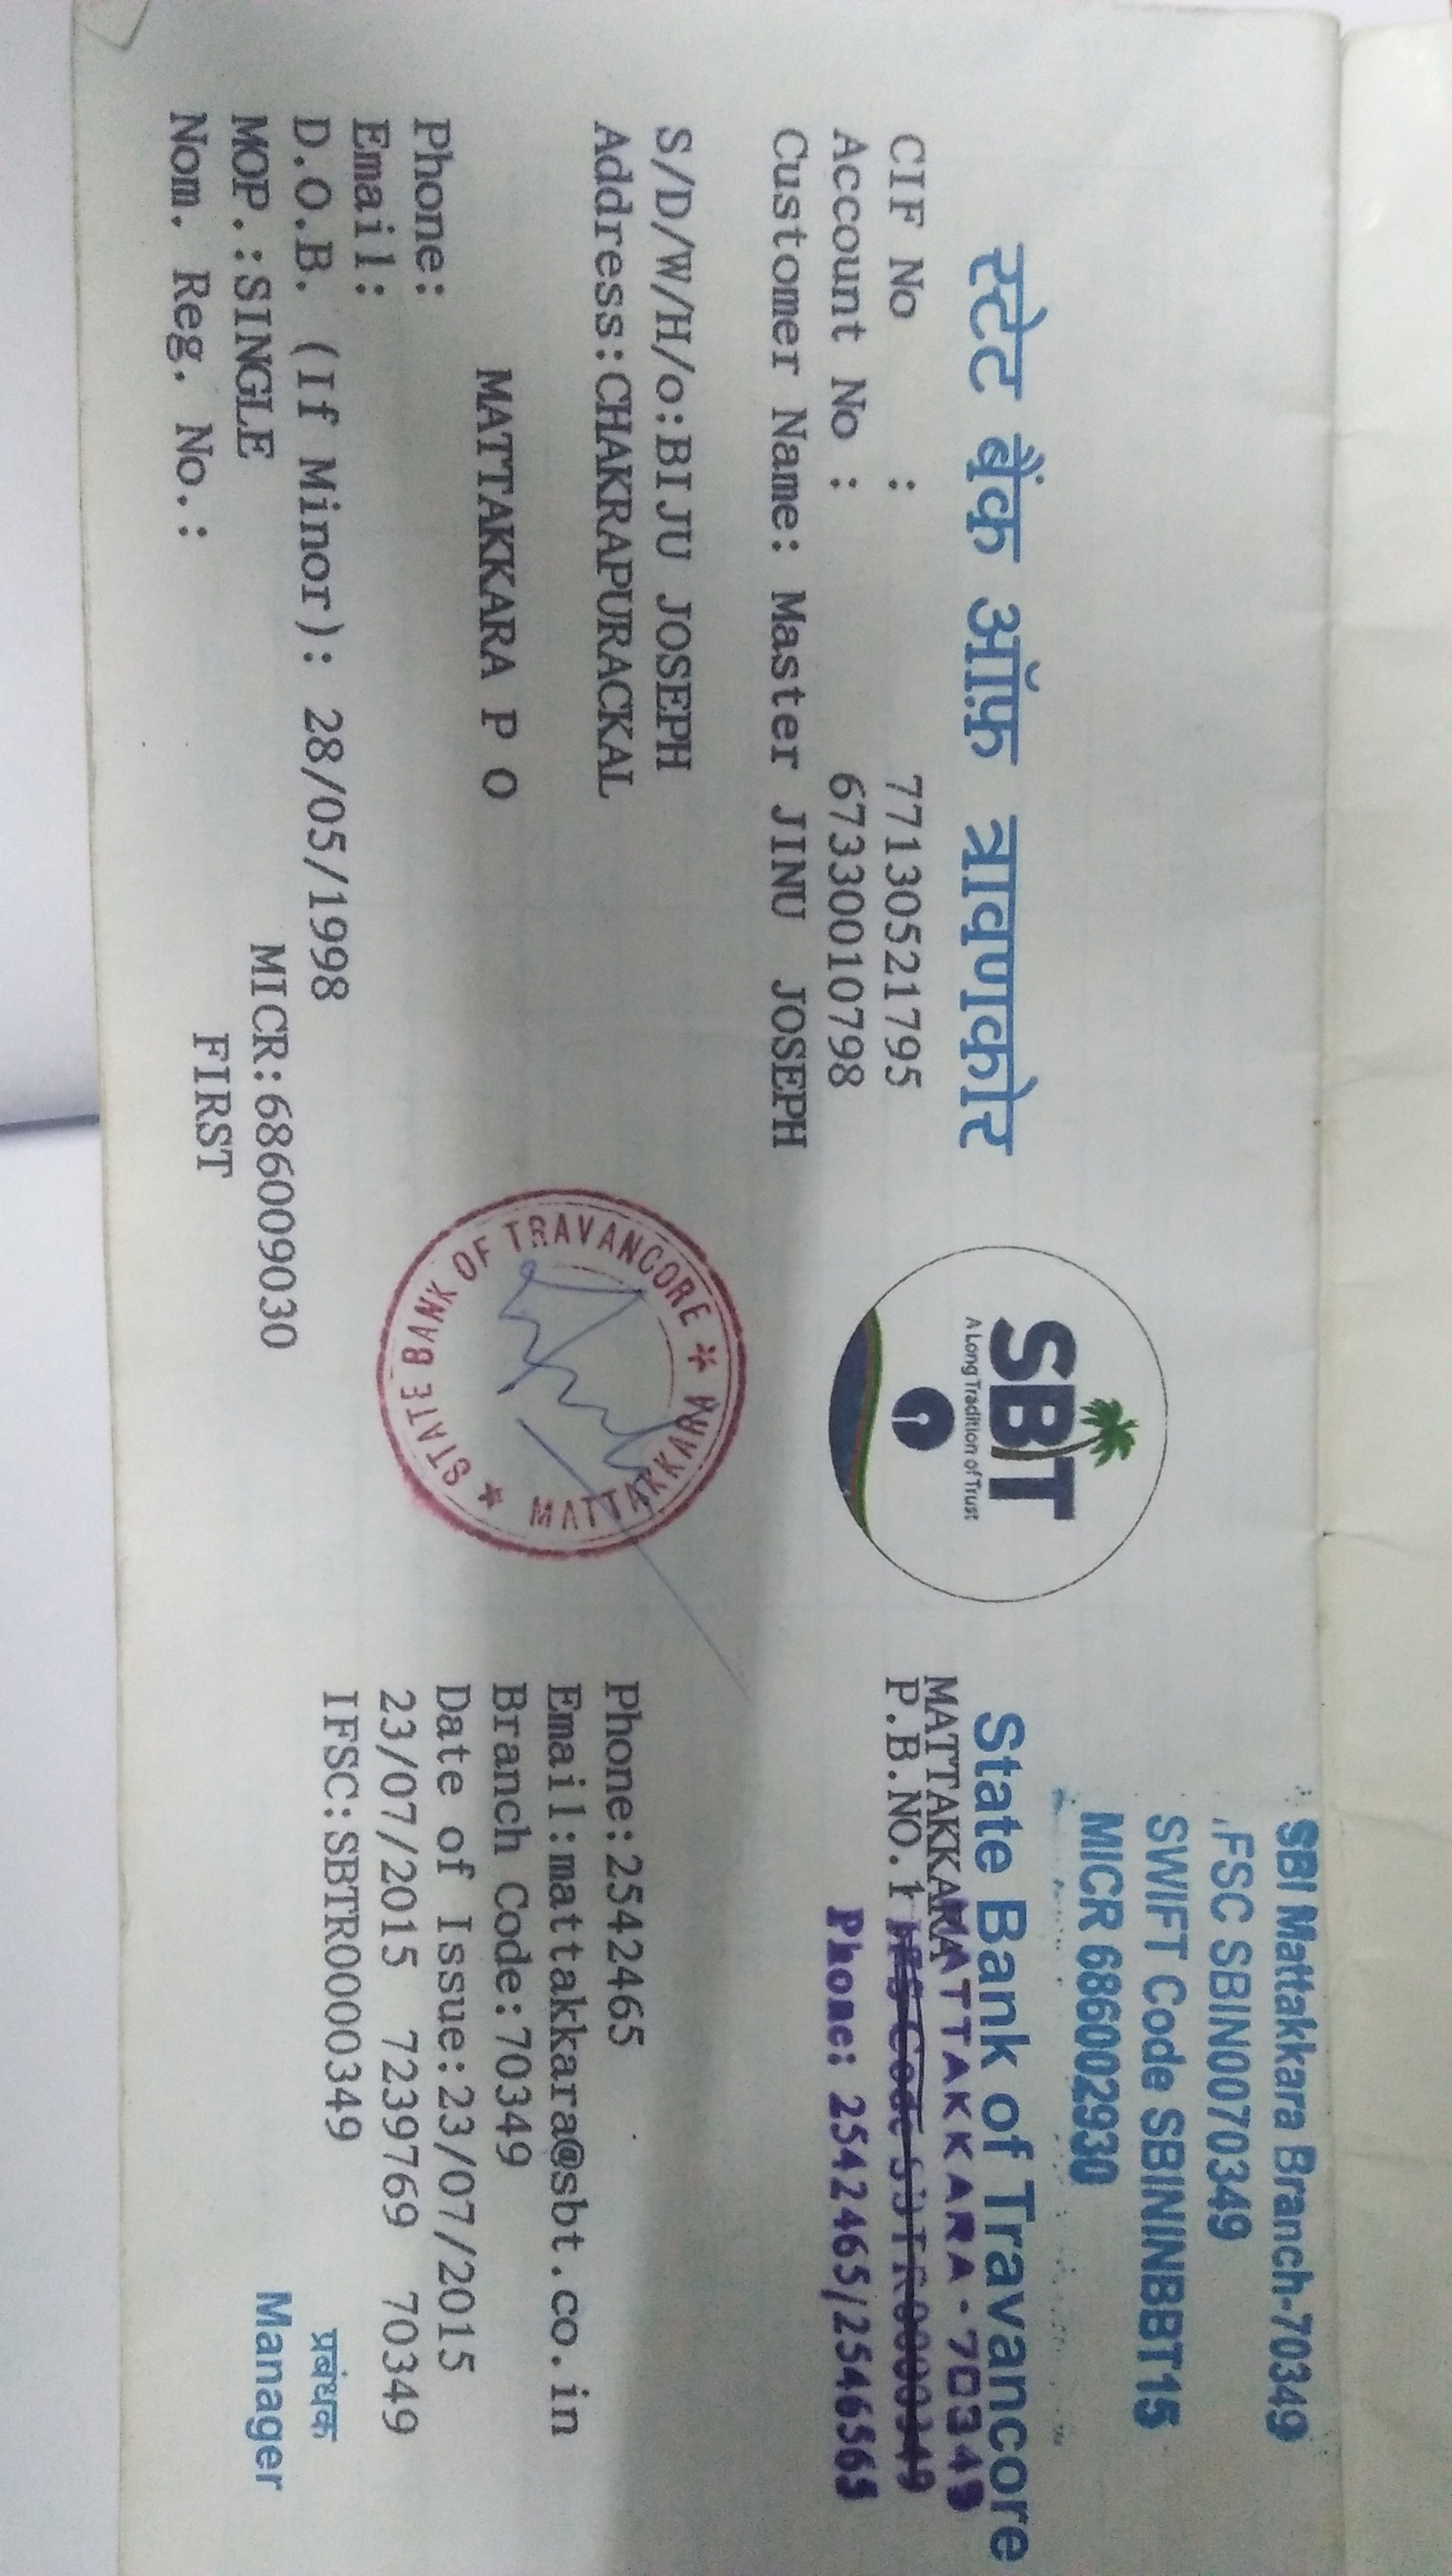 SBI Mattakkara Branch-70349
FSC SBIN0070349
SWIFT Code SBININBBT15
MICR 686002930
स्टेट बैंक ऑफ़ त्रावणकोर
SBT
A Long Tradition of Trust
State Bank of Travancore
CIF No : 77130521795
Account No : 67330010798
Customer Name: Master JINU JOSEPH
MATTAKKARA
MATTAKKARA - 70349
P.B.NO.1
Phone: 2542465/2546565
S/D/W/H/o:BIJU JOSEPH
Address:CHAKRAPURACKAL
MATTAKKARA P O
Phone:
Email:
D.O.B. (If Minor): 28/05/1998
MOP.:SINGLE MICR:686009030
Nom. Reg. No.: FIRST
STATE BANK OF TRAVANCORE * MATTAKKARA *
Phone:2542465
Email:mattakkara@sbt.co.in
Branch Code:70349
Date of Issue:23/07/2015
23/07/2015 7239769 70349
IFSC:SBTR0000349
प्रबंधक
Manager